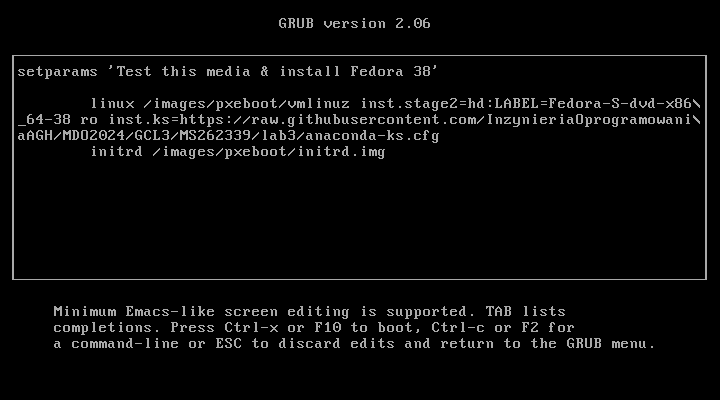 GRUB version 2.06
setparams 'Test this media & install Fedora 38'
linux /images/pxeboot/vmlinuz inst.stage2=hd:LABEL=Fedora-S-dvd-x86\
_64-38 ro inst.ks=https://raw.githubusercontent.com/InzynieriaOprogramowani\
aAGH/MDO2024/GCL3/MS262339/lab3/anaconda-ks.cfg
initrd /images/pxeboot/initrd.img
Minimum Emacs-like screen editing is supported. TAB lists
completions. Press Ctrl-x or F10 to boot, Ctrl-c or F2 for
a command-line or ESC to discard edits and return to the GRUB menu.